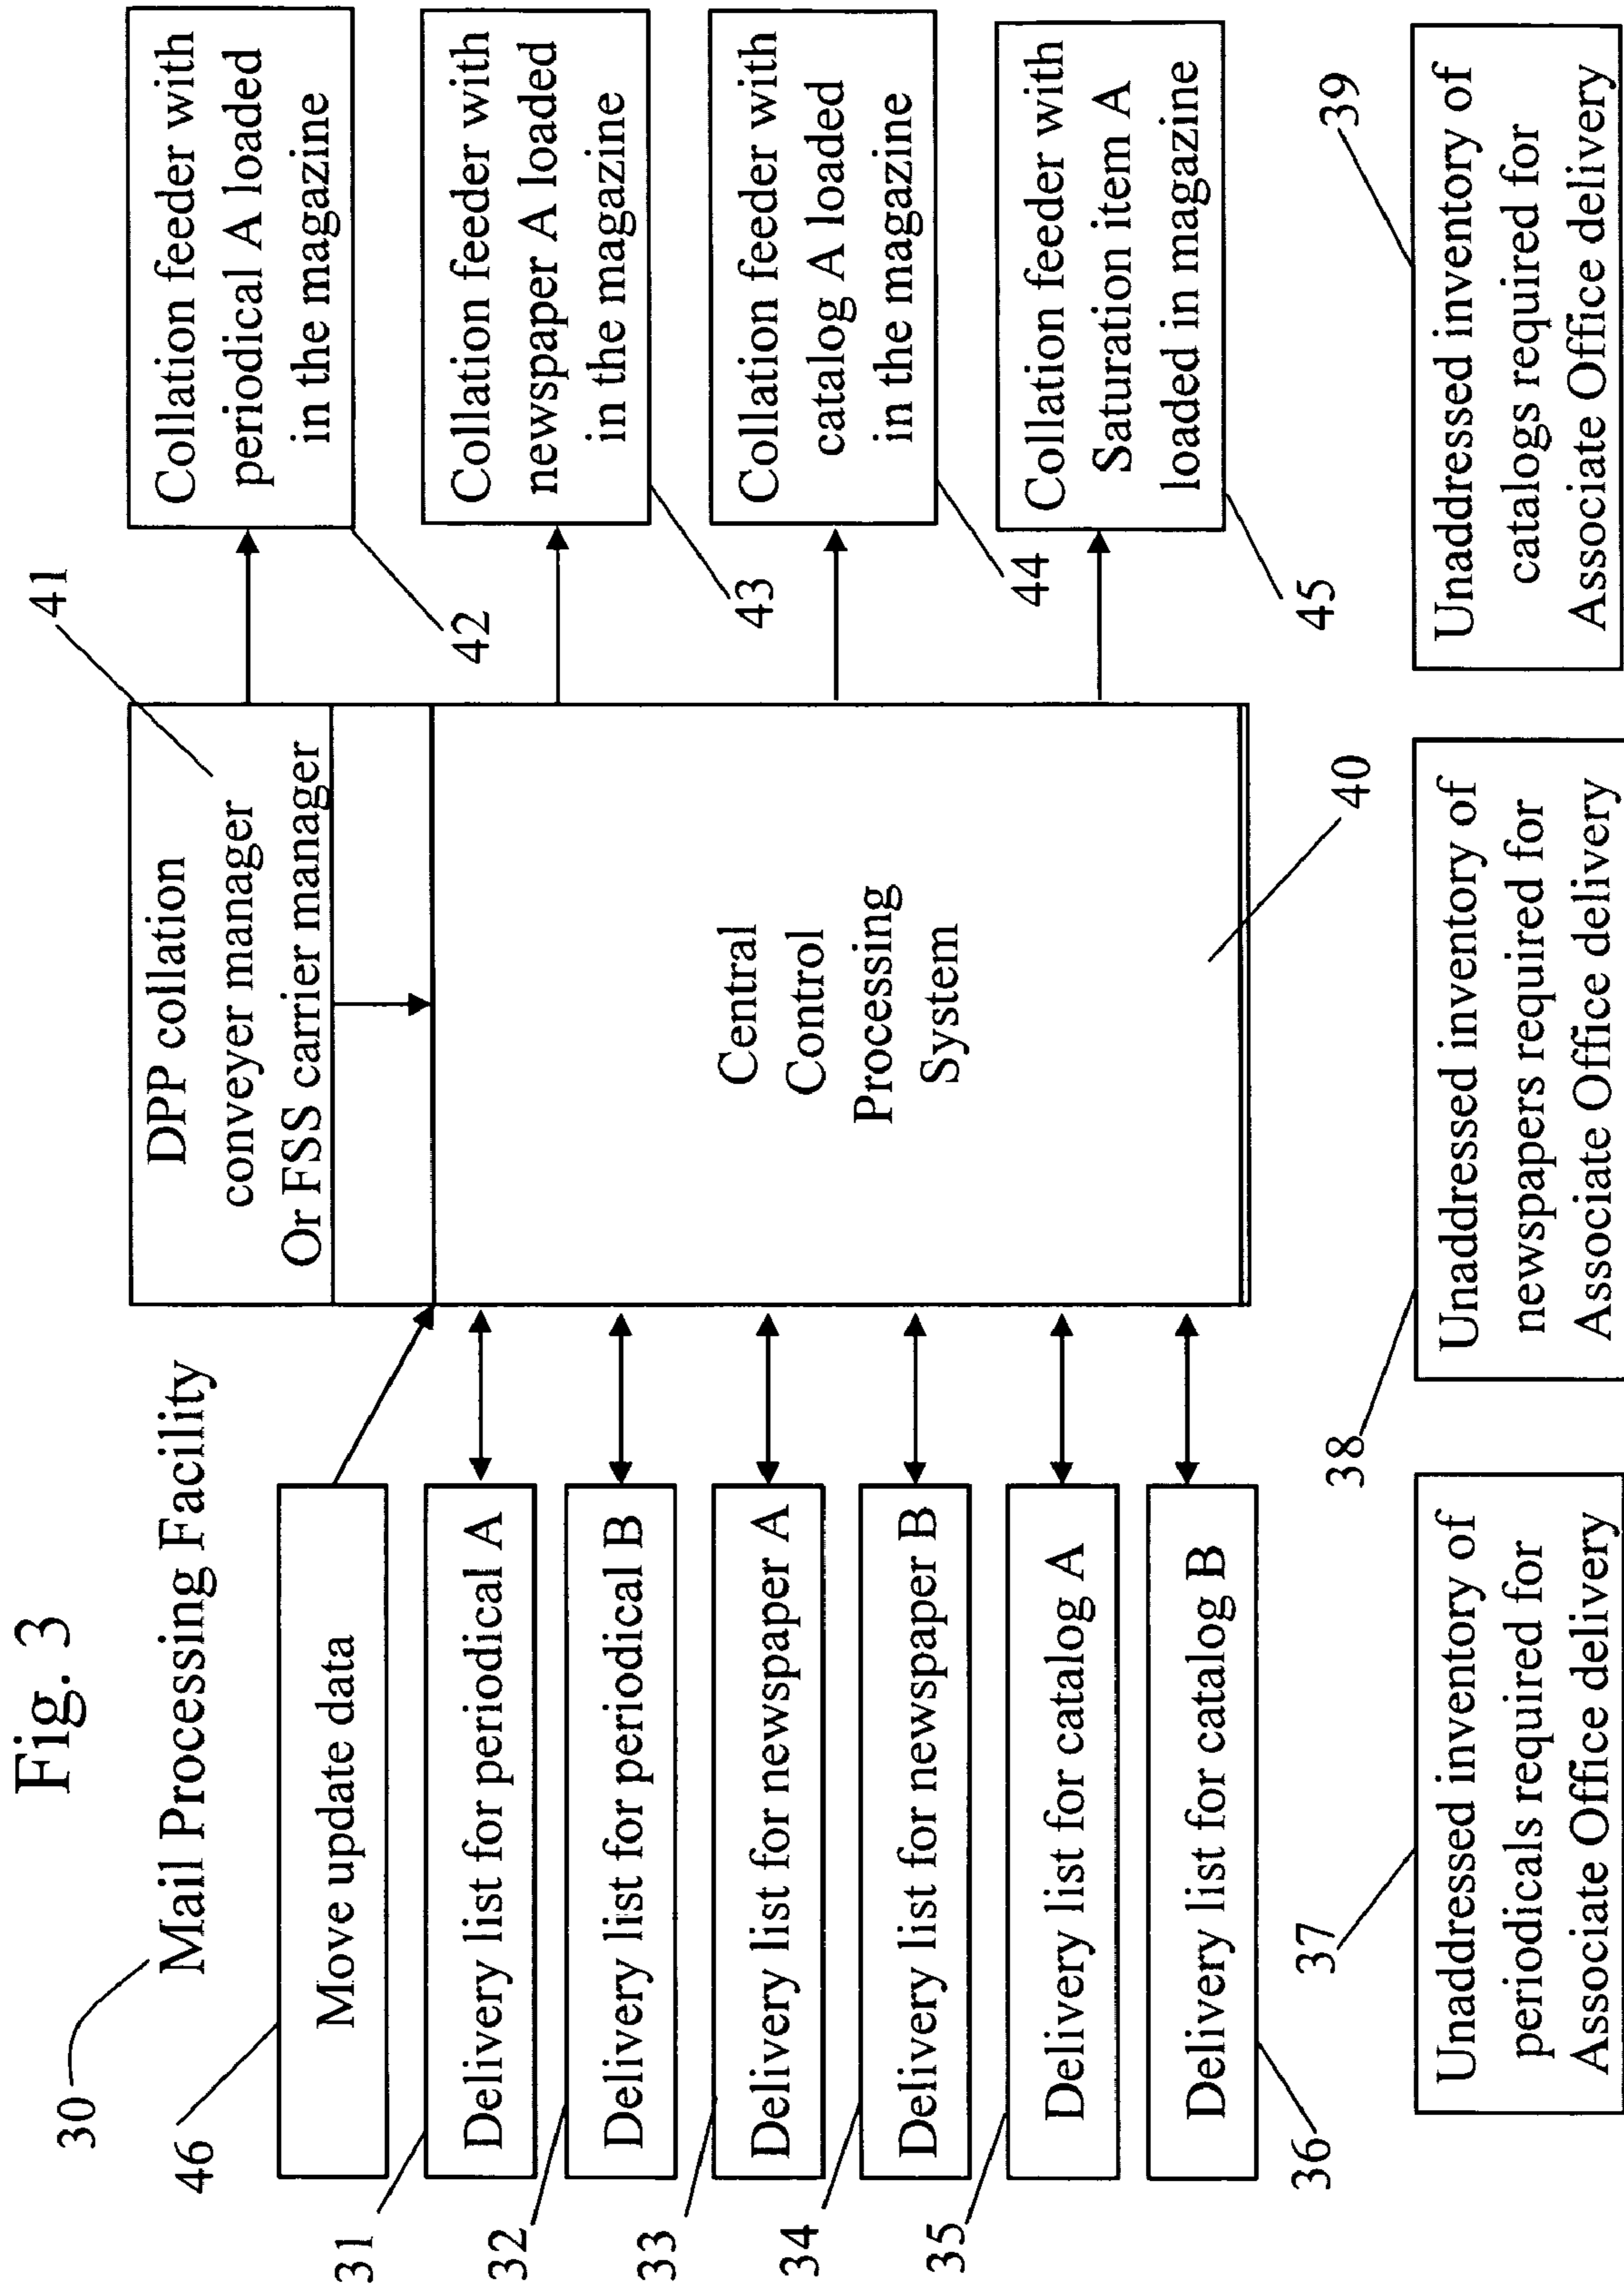 Fig. 3
30
Mail Processing Facility
46
Move update data
31
Delivery list for periodical A
32
Delivery list for periodical B
33
Delivery list for newspaper A
34
Delivery list for newspaper B
35
Delivery list for catalog A
36
Delivery list for catalog B
DPP collation
conveyer manager
Or FSS carrier manager
41
Central
Control
Processing
System
40
Collation feeder with
periodical A loaded
in the magazine
42
Collation feeder with
newspaper A loaded
in the magazine
43
Collation feeder with
catalog A loaded
in the magazine
44
Collation feeder with
Saturation item A
loaded in magazine
45
37
Unaddressed inventory of
periodicals required for
Associate Office delivery
38
Unaddressed inventory of
newspapers required for
Associate Office delivery
39
Unaddressed inventory of
catalogs required for
Associate Office delivery